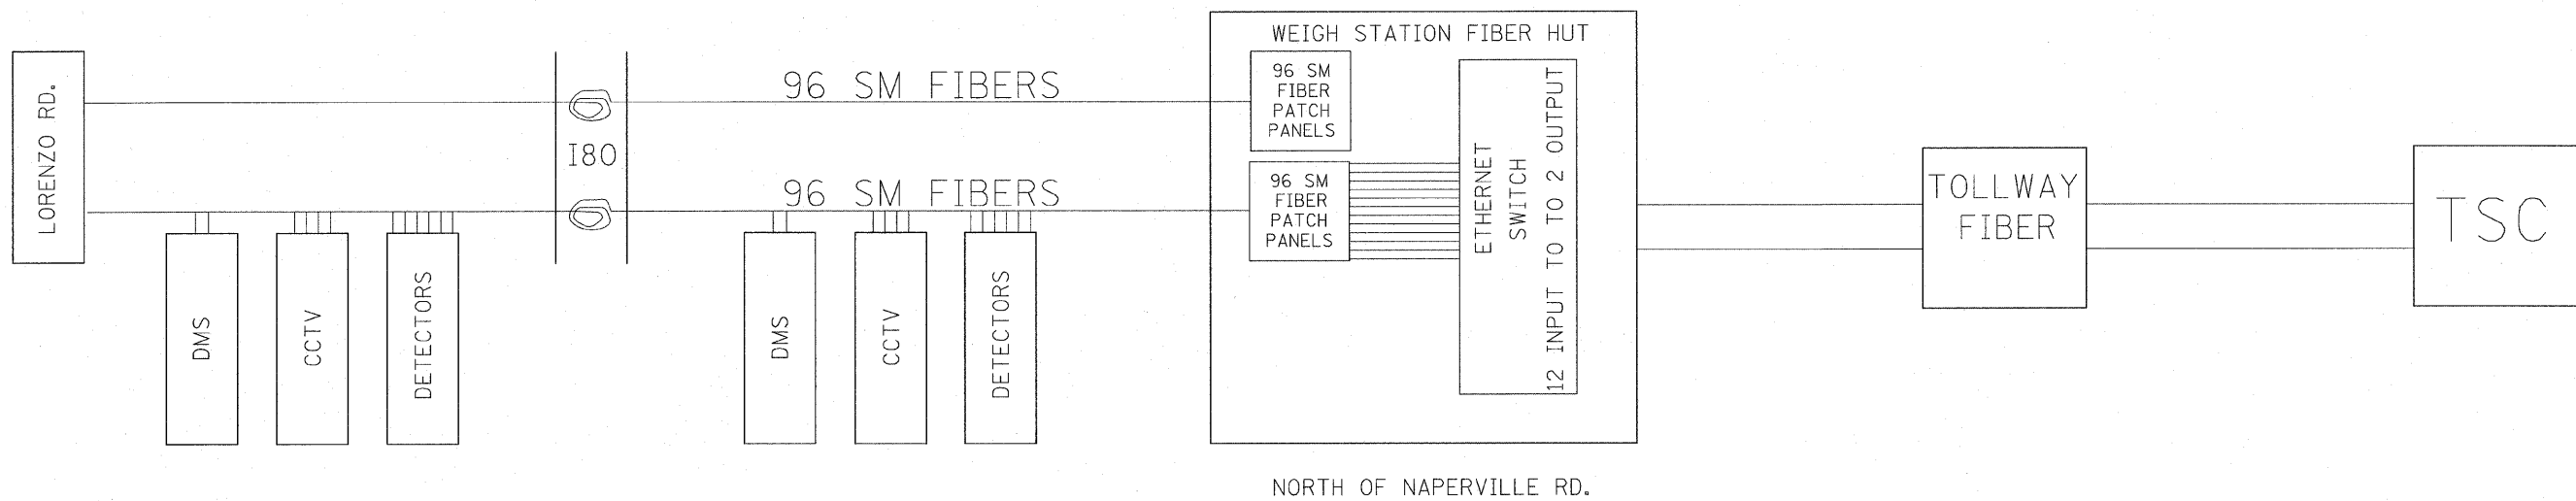 WEIGH STATION FIBER HUT
LORENZO RD.
96 SM FIBERS
96 SM
FIBER
PATCH
PANELS
I80
96 SM FIBERS
96 SM
FIBER
PATCH
PANELS
ETHERNET
SWITCH
12 INPUT TO TO 2 OUTPUT
TOLLWAY
FIBER
TSC
DMS
CCTV
DETECTORS
DMS
CCTV
DETECTORS
NORTH OF NAPERVILLE RD.